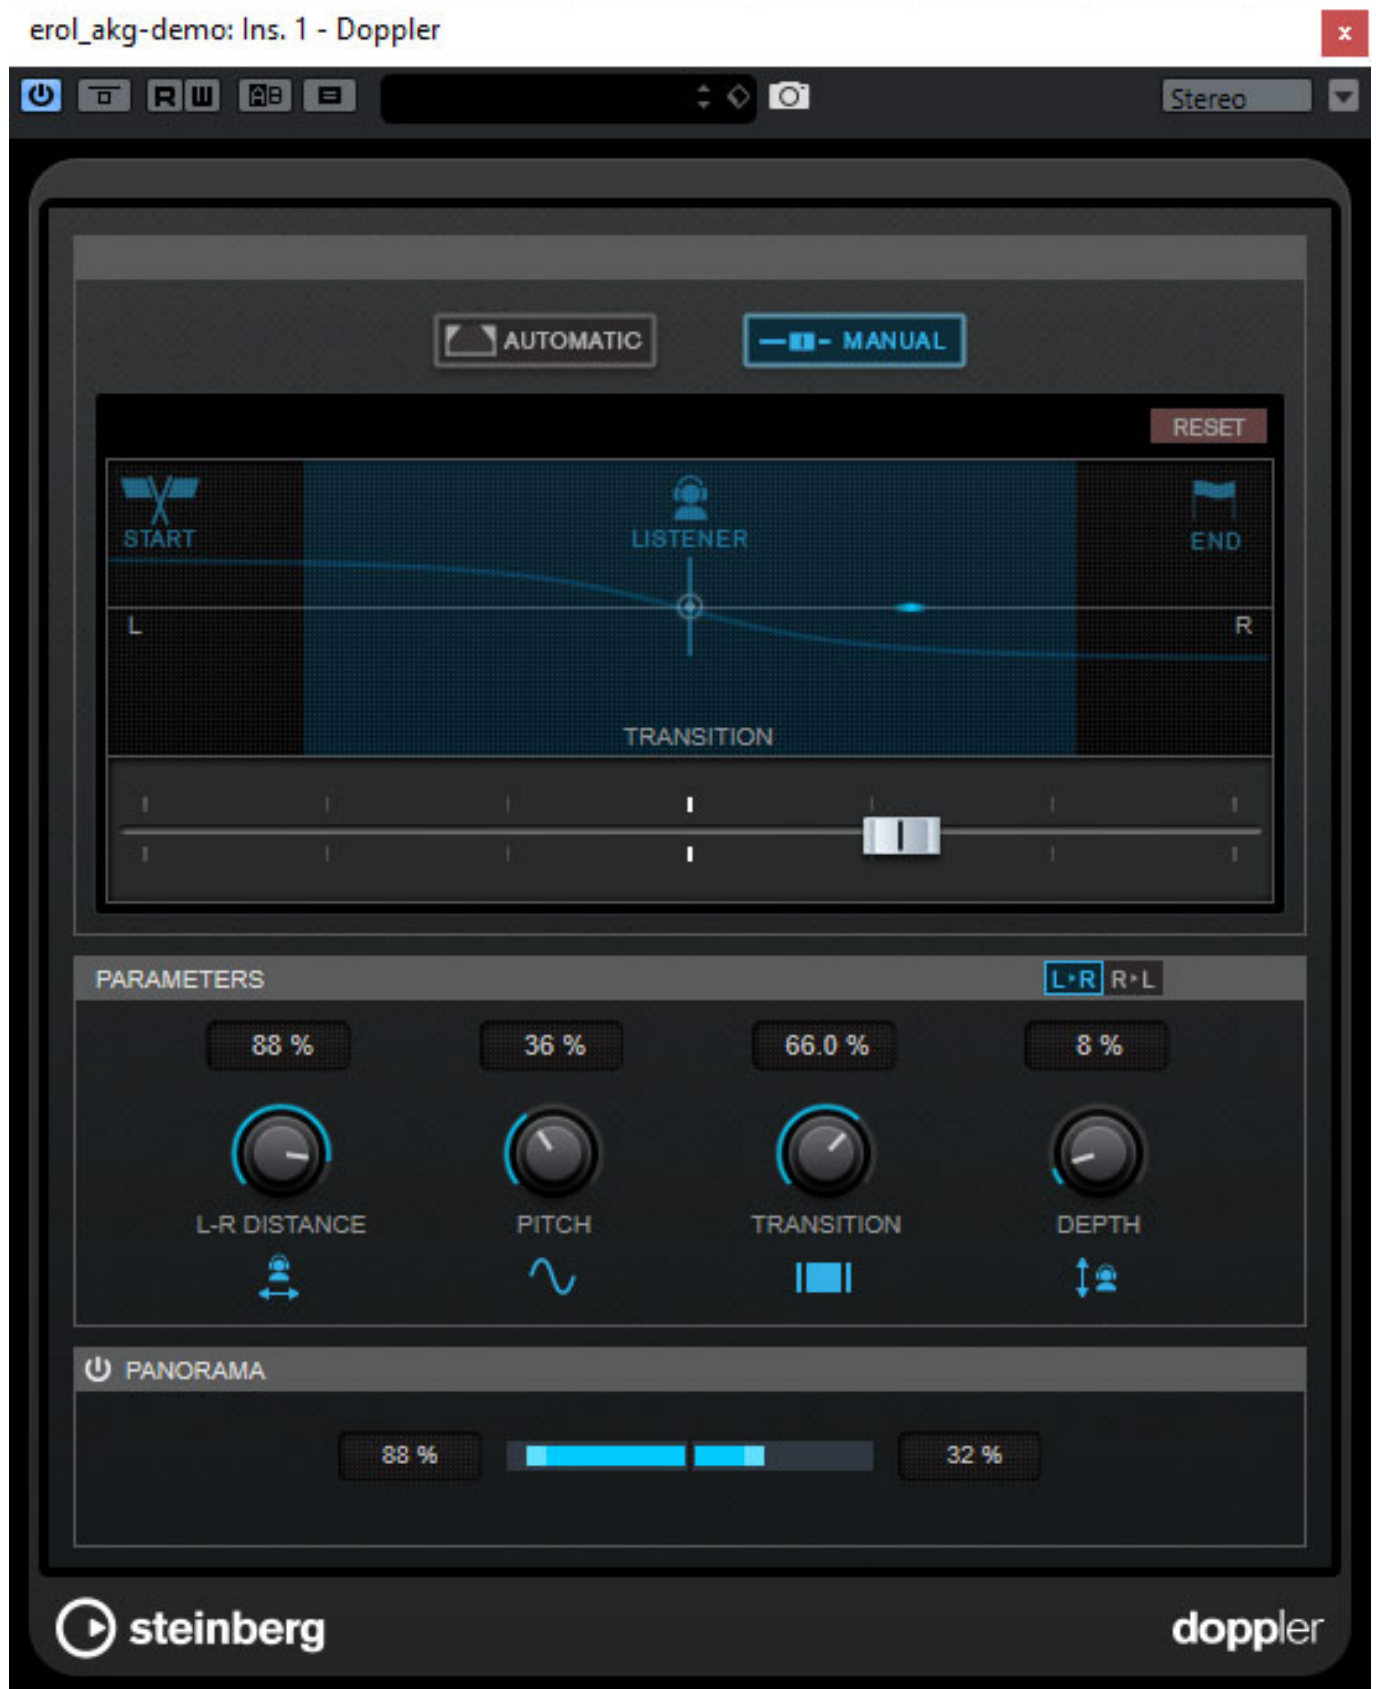 erol_akg-demo: Ins. 1 - Doppler
x
R W AB Stereo
AUTOMATIC MANUAL
RESET
START LISTENER END
L R
TRANSITION
PARAMETERS L▸R R▸L
88 % 36 % 66.0 % 8 %
L-R DISTANCE PITCH TRANSITION DEPTH
PANORAMA
88 % 32 %
steinberg doppler